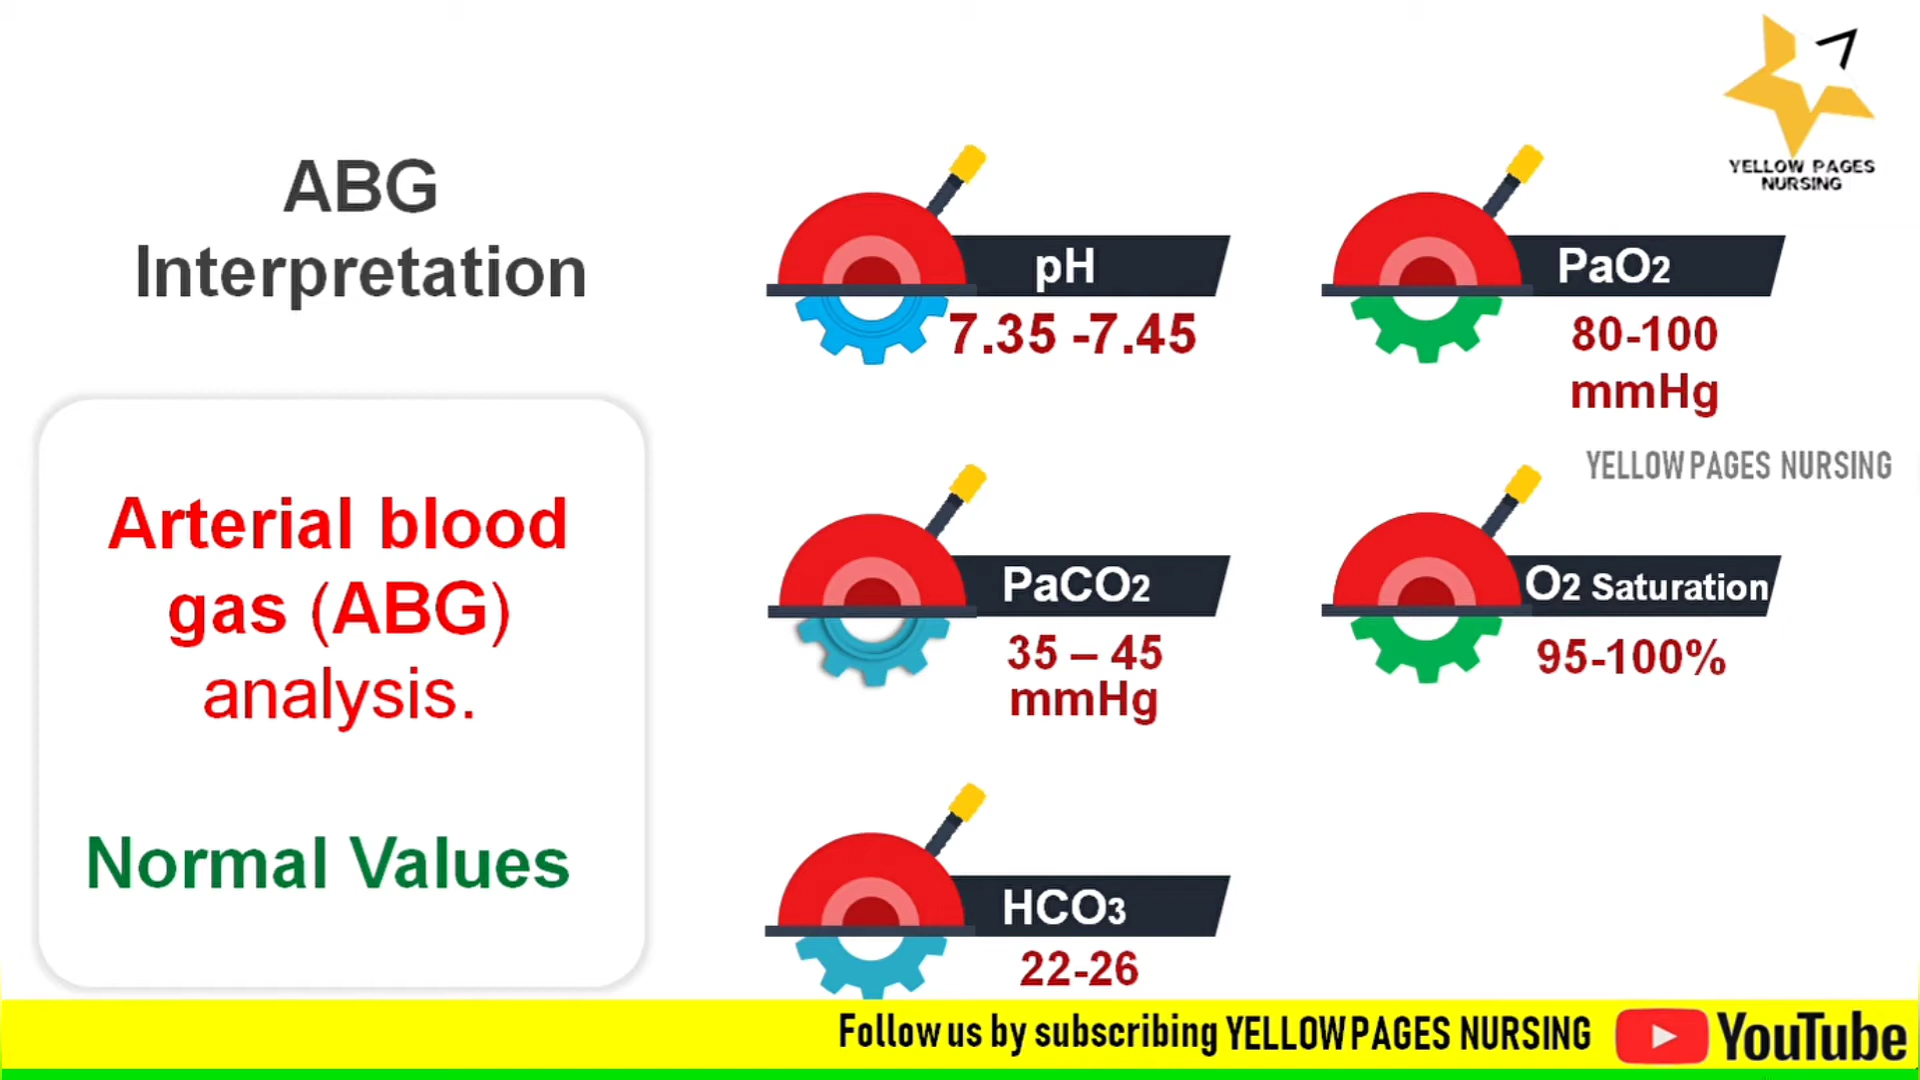 ABG
Interpretation
Arterial blood
gas (ABG)
analysis.
Normal Values
pH
7.35 -7.45
PaO2
80-100
mmHg
PaCO2
35 – 45
mmHg
O2 Saturation
95-100%
HCO3
22-26
YELLOW PAGES
NURSING
YELLOW PAGES NURSING
Follow us by subscribing YELLOW PAGES NURSING
YouTube